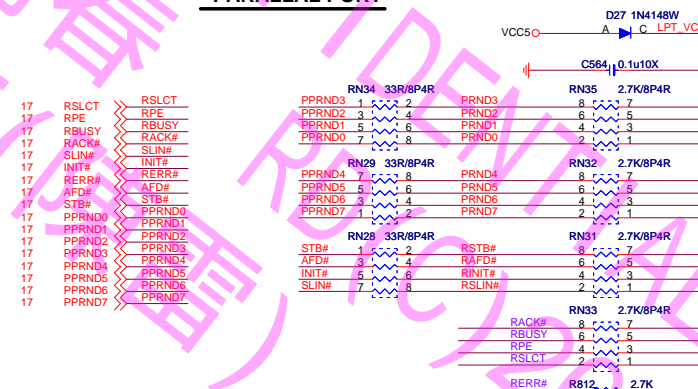 PARALLAL PORT
D27 1N4148W
VCC5 A C LPT_VC
C564 0.1u10X
RN34 33R/8P4R RN35 2.7K/8P4R
17 RSLCT RSLCT
17 RPE RPE
17 RBUSY RBUSY
17 RACK# RACK#
17 SLIN# SLIN#
17 INIT# INIT#
17 RERR# RERR#
17 AFD# AFD#
17 STB# STB#
17 PPRND0 PPRND0
17 PPRND1 PPRND1
17 PPRND2 PPRND2
17 PPRND3 PPRND3
17 PPRND4 PPRND4
17 PPRND5 PPRND5
17 PPRND6 PPRND6
17 PPRND7 PPRND7
PPRND3 1 2 PRND3 8 7
PPRND2 3 4 PRND2 6 5
PPRND1 5 6 PRND1 4 3
PPRND0 7 8 PRND0 2 1
RN29 33R/8P4R RN32 2.7K/8P4R
PPRND4 7 8 PRND4 8 7
PPRND5 5 6 PRND5 6 5
PPRND6 3 4 PRND6 4 3
PPRND7 1 2 PRND7 2 1
RN28 33R/8P4R RN31 2.7K/8P4R
STB# 1 2 RSTB# 8 7
AFD# 3 4 RAFD# 6 5
INIT# 5 6 RINIT# 4 3
SLIN# 7 8 RSLIN# 2 1
RN33 2.7K/8P4R
RACK# 8 7
RBUSY 6 5
RPE 4 3
RSLCT 2 1
RERR# R812 2.7K
春
雷)
IDENTIAL
RD(C)20